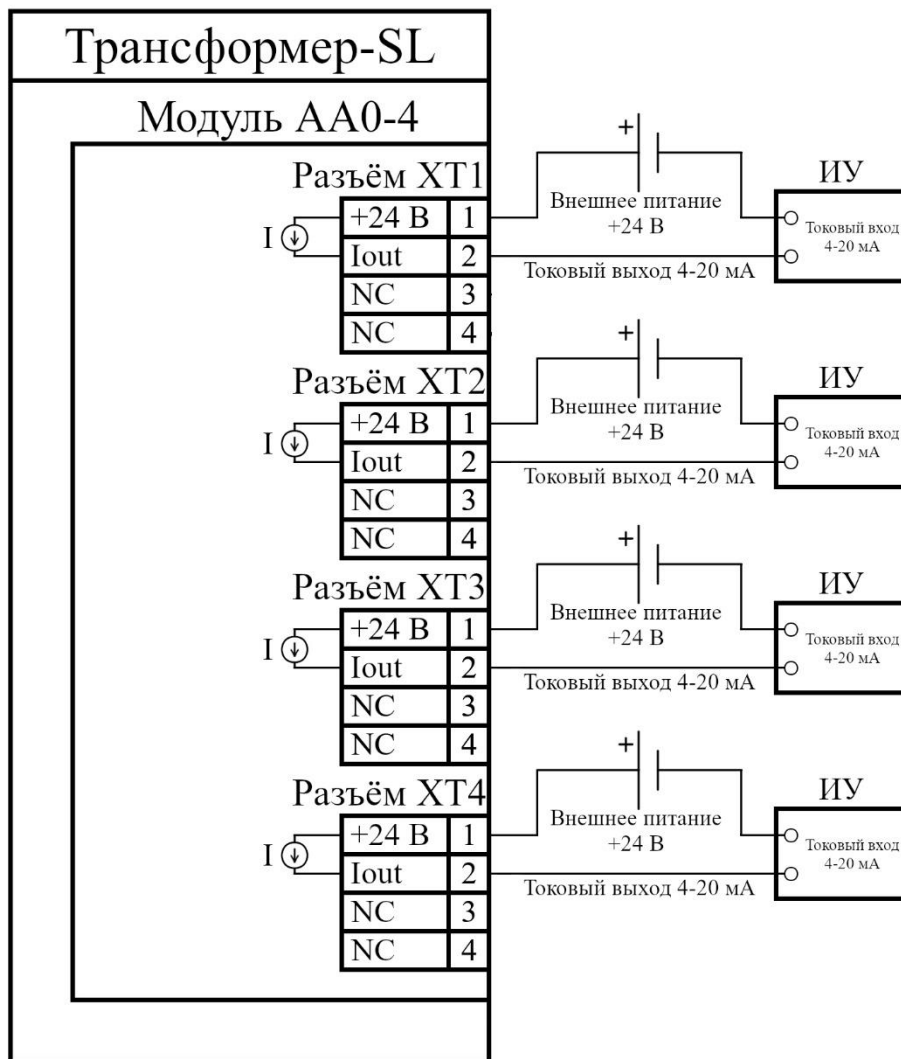 Трансформер-SL
Модуль AA0-4
Разъём XT1
+24 В 1
Iout 2
NC 3
NC 4
I
+
Внешнее питание
+24 В
Токовый выход 4-20 мА
ИУ
Токовый вход
4-20 мА
Разъём XT2
+24 В 1
Iout 2
NC 3
NC 4
I
+
Внешнее питание
+24 В
Токовый выход 4-20 мА
ИУ
Токовый вход
4-20 мА
Разъём XT3
+24 В 1
Iout 2
NC 3
NC 4
I
+
Внешнее питание
+24 В
Токовый выход 4-20 мА
ИУ
Токовый вход
4-20 мА
Разъём XT4
+24 В 1
Iout 2
NC 3
NC 4
I
+
Внешнее питание
+24 В
Токовый выход 4-20 мА
ИУ
Токовый вход
4-20 мА